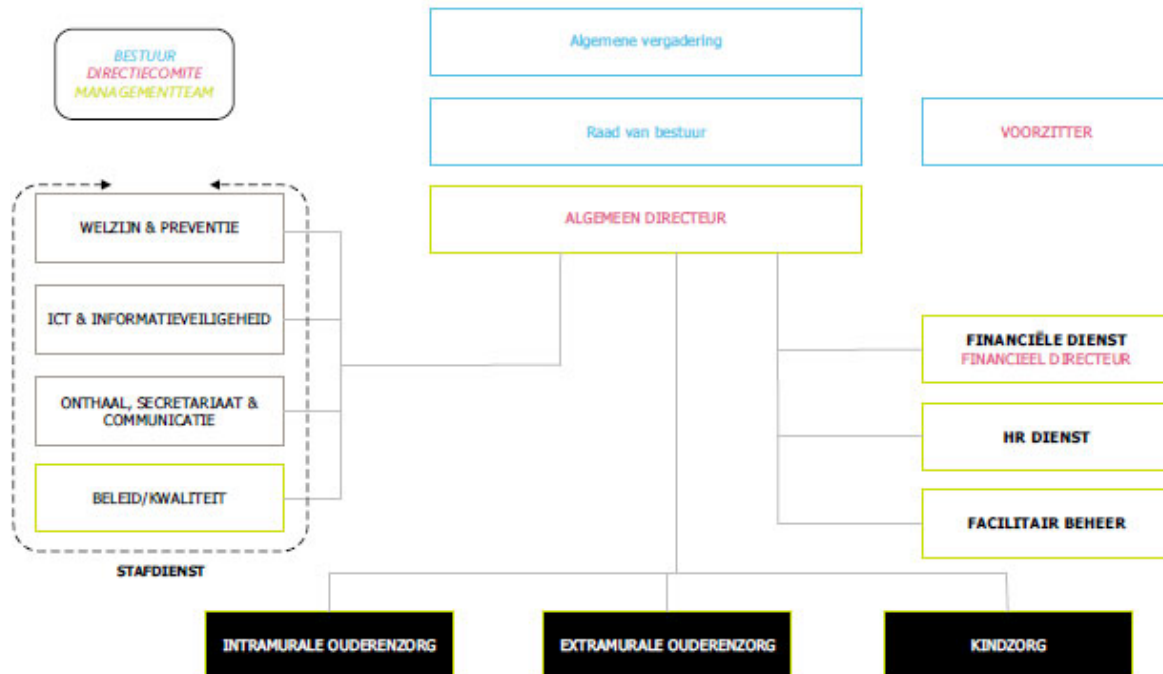 BESTUUR
DIRECTIECOMITE
MANAGEMENTTEAM
Algemene vergadering
Raad van bestuur
VOORZITTER
ALGEMEEN DIRECTEUR
WELZIJN & PREVENTIE
ICT & INFORMATIEVEILIGEHEID
ONTHAAL, SECRETARIAAT &
COMMUNICATIE
BELEID/KWALITEIT
STAFDIENST
FINANCIËLE DIENST
FINANCIEEL DIRECTEUR
HR DIENST
FACILITAIR BEHEER
INTRAMURALE OUDERENZORG
EXTRAMURALE OUDERENZORG
KINDZORG